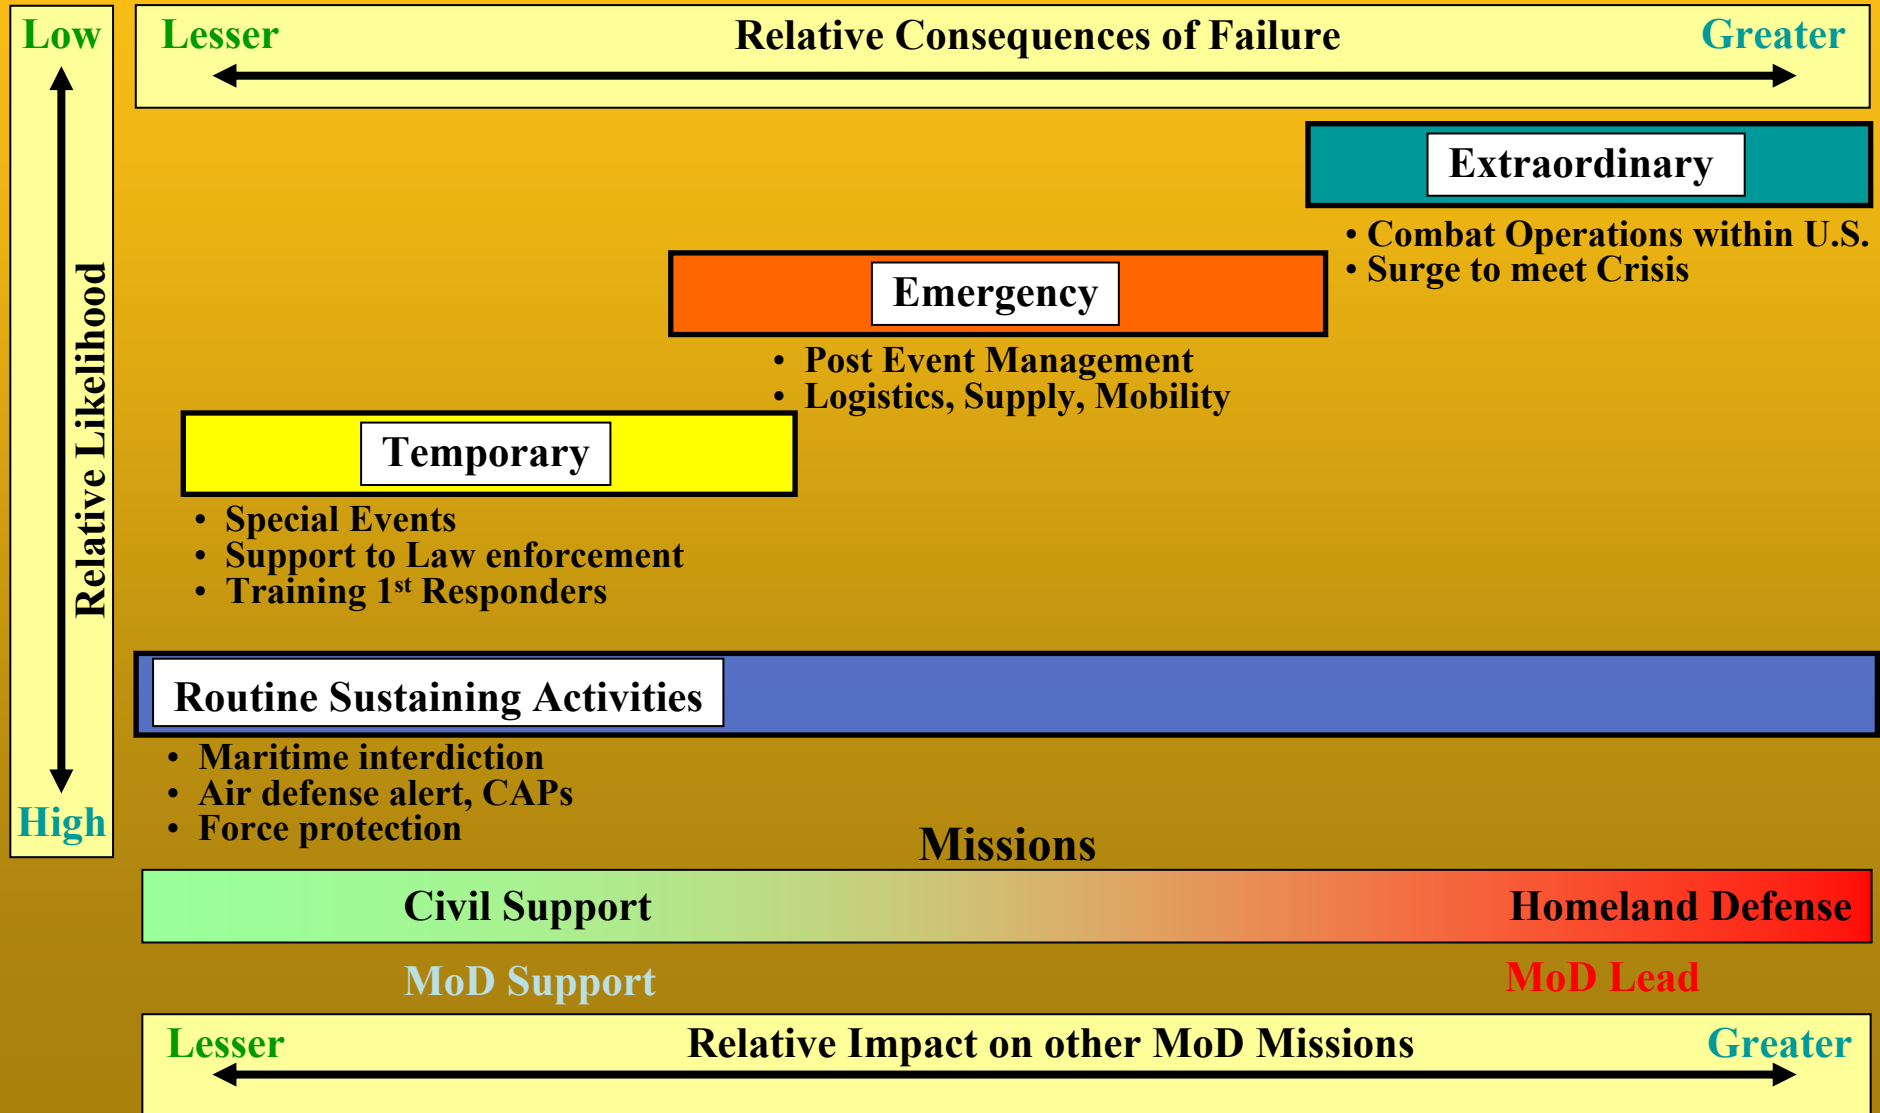 Low
Lesser
Relative Consequences of Failure
Greater
Extraordinary
• Combat Operations within U.S.
• Surge to meet Crisis
Emergency
• Post Event Management
• Logistics, Supply, Mobility
Relative Likelihood
Temporary
• Special Events
• Support to Law enforcement
• Training 1st Responders
Routine Sustaining Activities
• Maritime interdiction
• Air defense alert, CAPs
• Force protection
High
Missions
Civil Support
Homeland Defense
MoD Support
MoD Lead
Lesser
Relative Impact on other MoD Missions
Greater